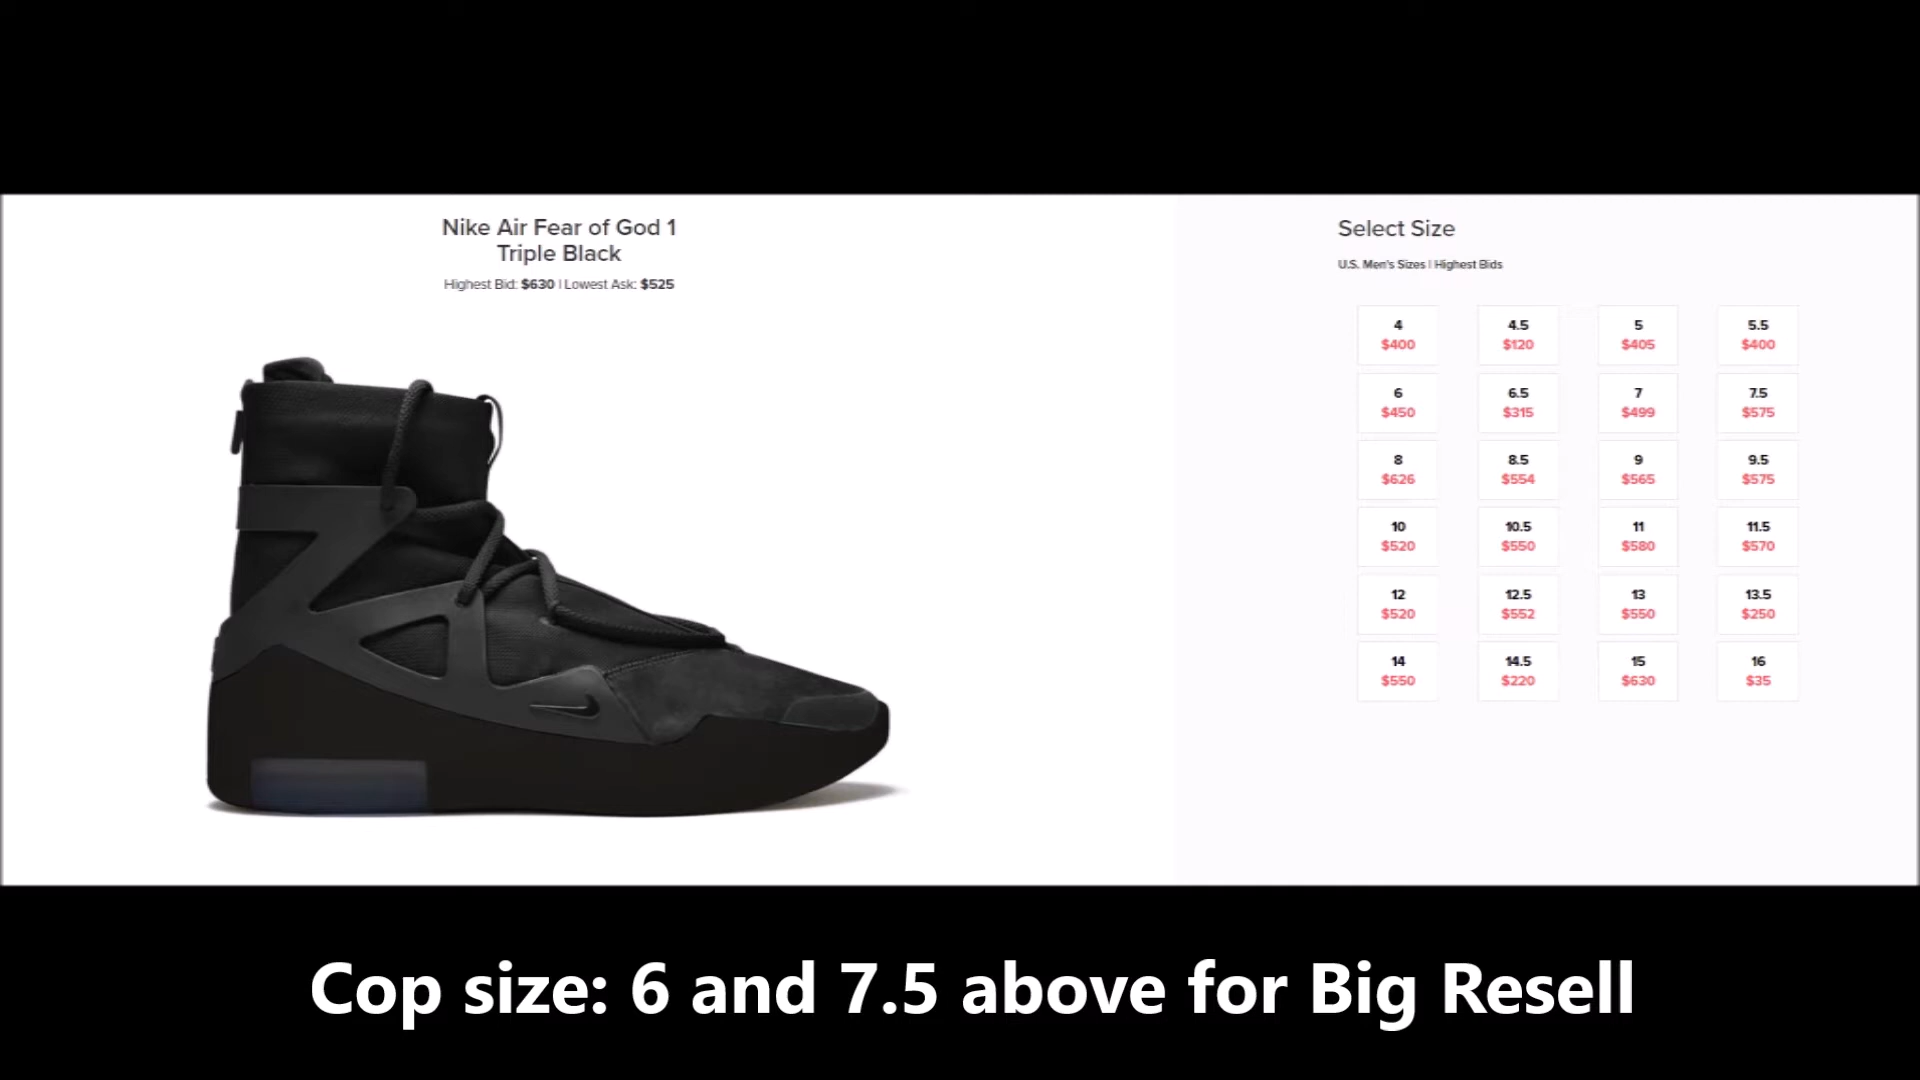 Nike Air Fear of God 1
Triple Black
Highest Bid: $630 | Lowest Ask: $525
Select Size
U.S. Men's Sizes | Highest Bids
4 4.5 5 5.5
$400 $120 $405 $400
6 6.5 7 7.5
$450 $315 $499 $575
8 8.5 9 9.5
$626 $554 $565 $575
10 10.5 11 11.5
$520 $550 $580 $570
12 12.5 13 13.5
$520 $552 $550 $250
14 14.5 15 16
$550 $220 $630 $35
Cop size: 6 and 7.5 above for Big Resell